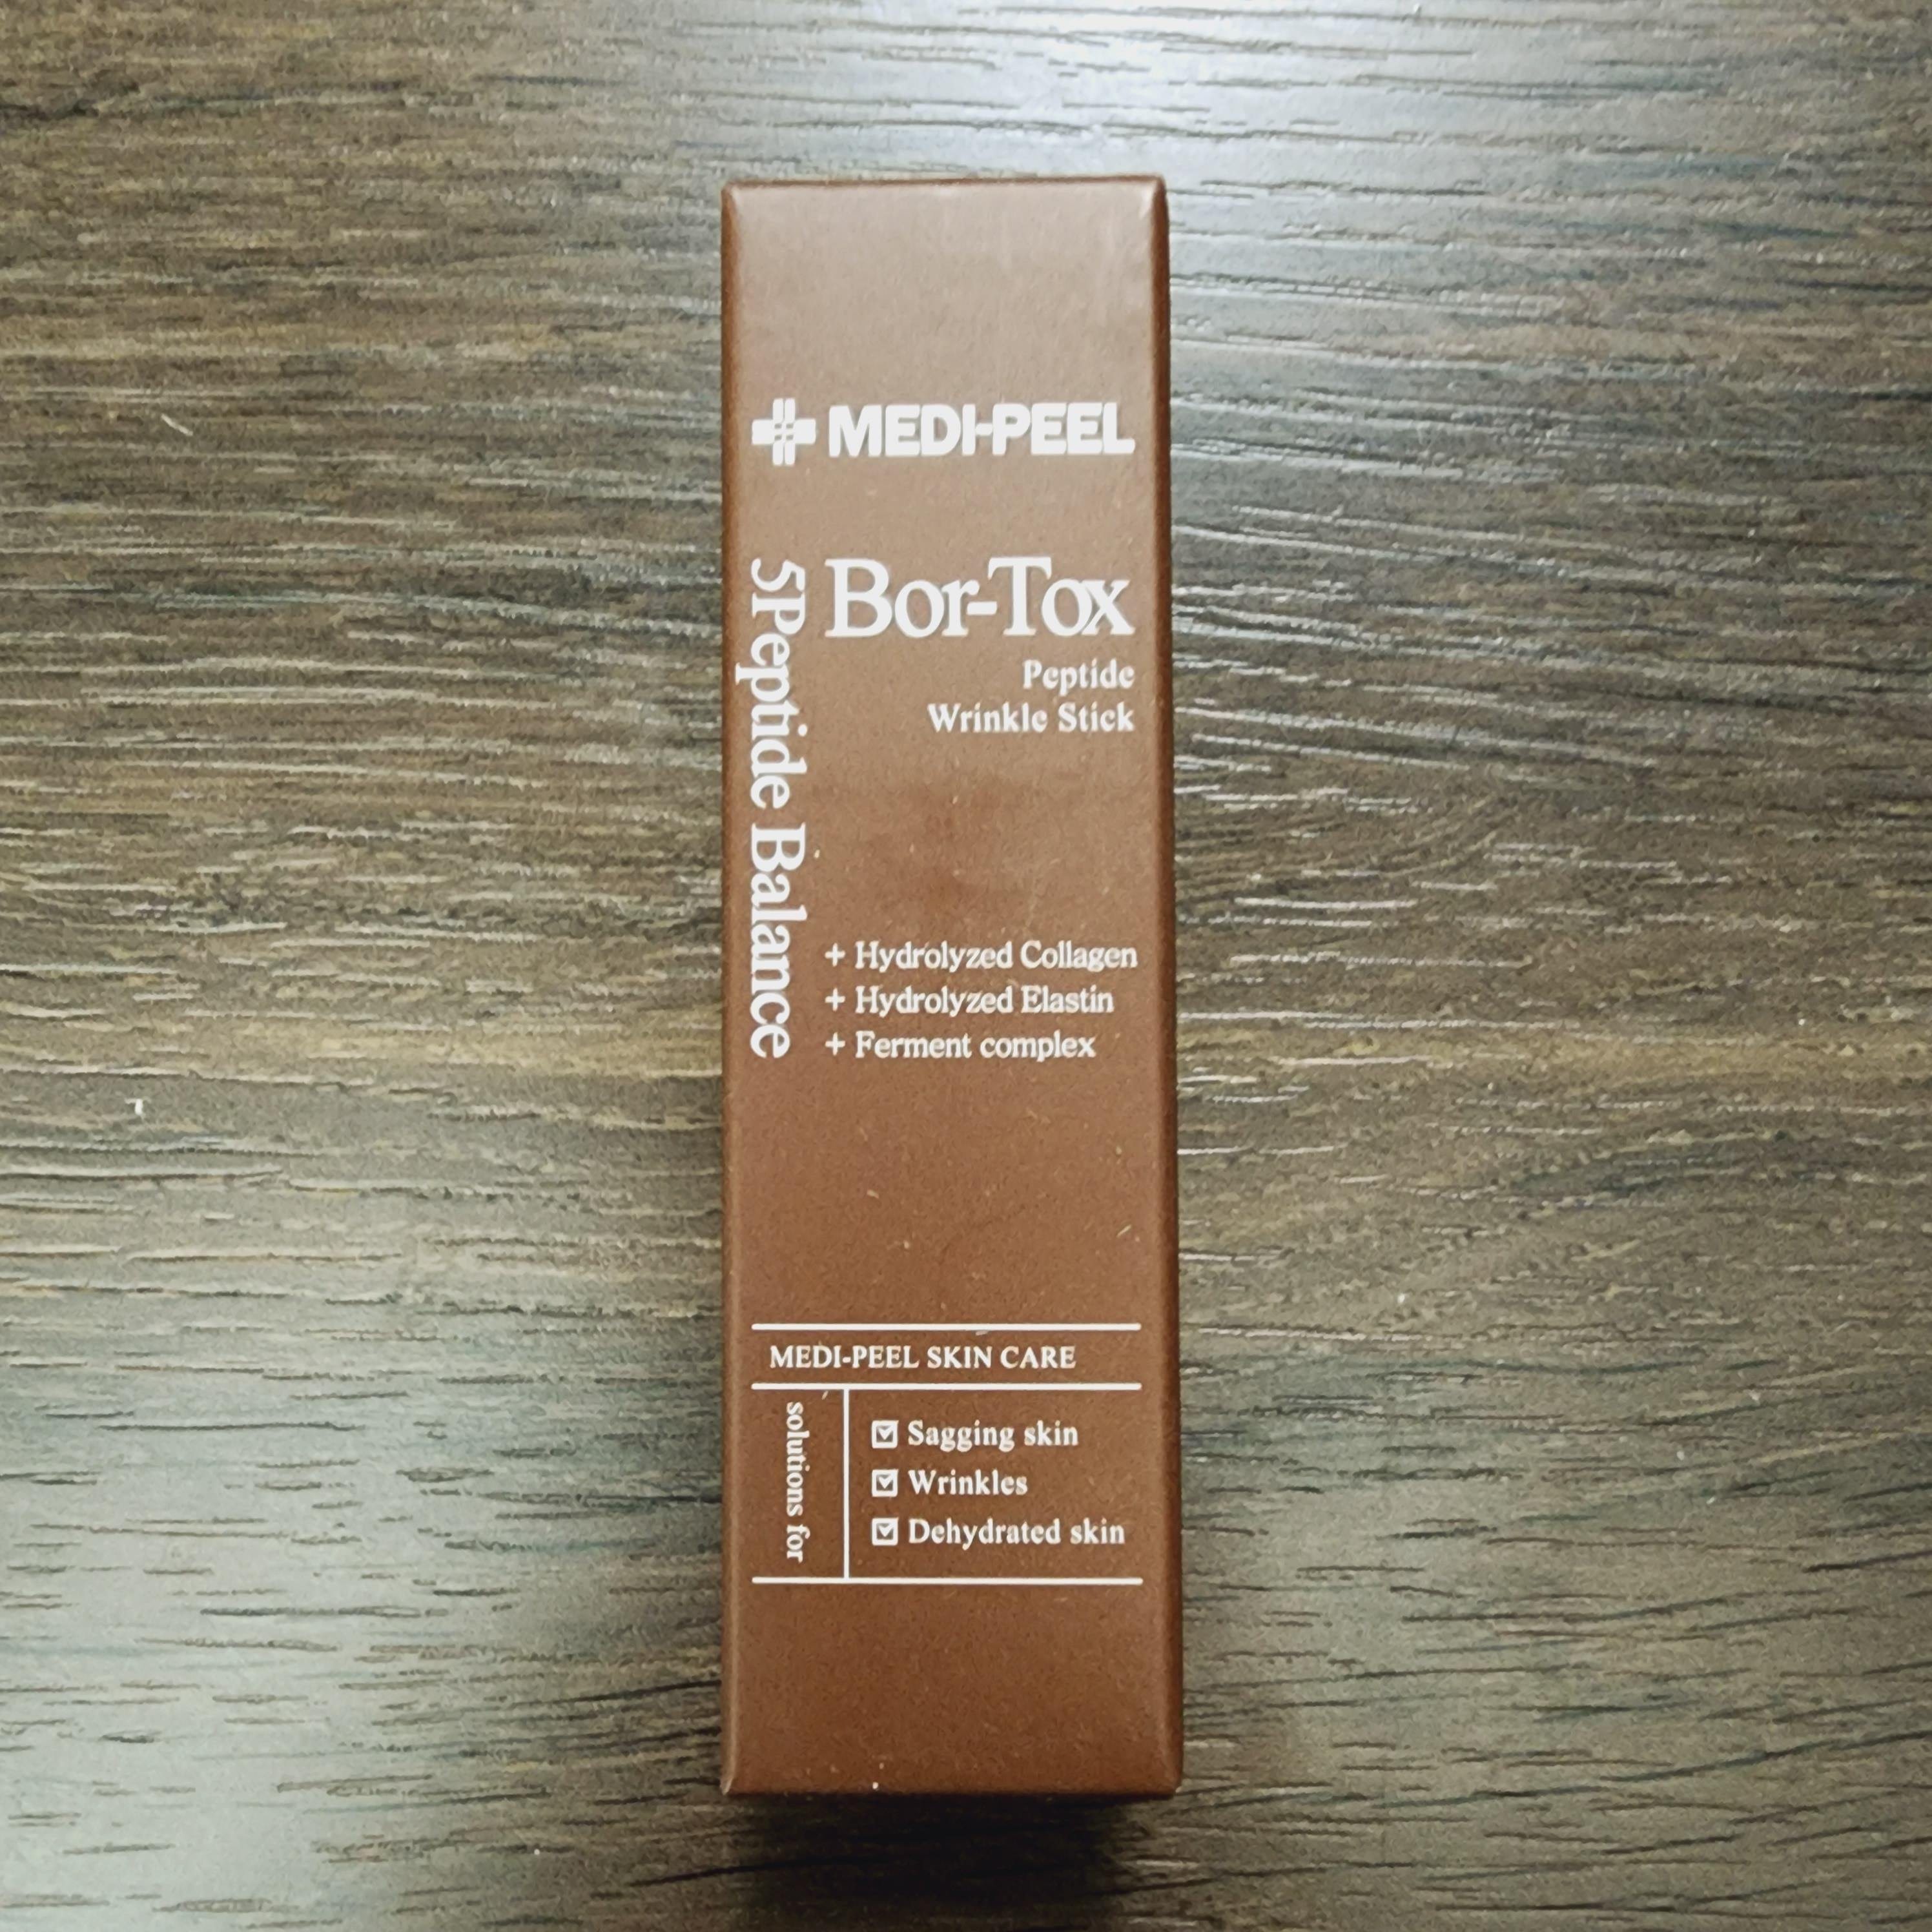 MEDI-PEEL
5Peptide Balance
Bor-Tox
Peptide
Wrinkle Stick
+ Hydrolyzed Collagen
+ Hydrolyzed Elastin
+ Ferment complex
MEDI-PEEL SKIN CARE
solutions for
Sagging skin
Wrinkles
Dehydrated skin